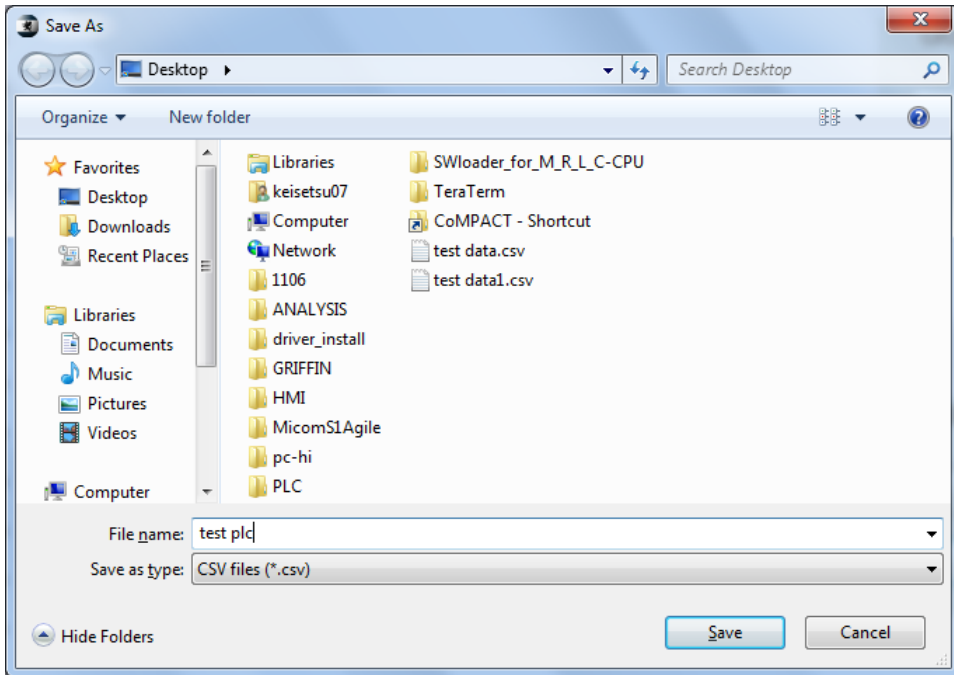 Save As
Desktop
Search Desktop
Organize
New folder
Favorites
Desktop
Downloads
Recent Places
Libraries
Documents
Music
Pictures
Videos
Computer
Libraries
keisetsu07
Computer
Network
1106
ANALYSIS
driver_install
GRIFFIN
HMI
MicomS1Agile
pc-hi
PLC
SWloader_for_M_R_L_C-CPU
TeraTerm
CoMPACT - Shortcut
test data.csv
test data1.csv
File name: test plc
Save as type: CSV files (*.csv)
Hide Folders
Save
Cancel